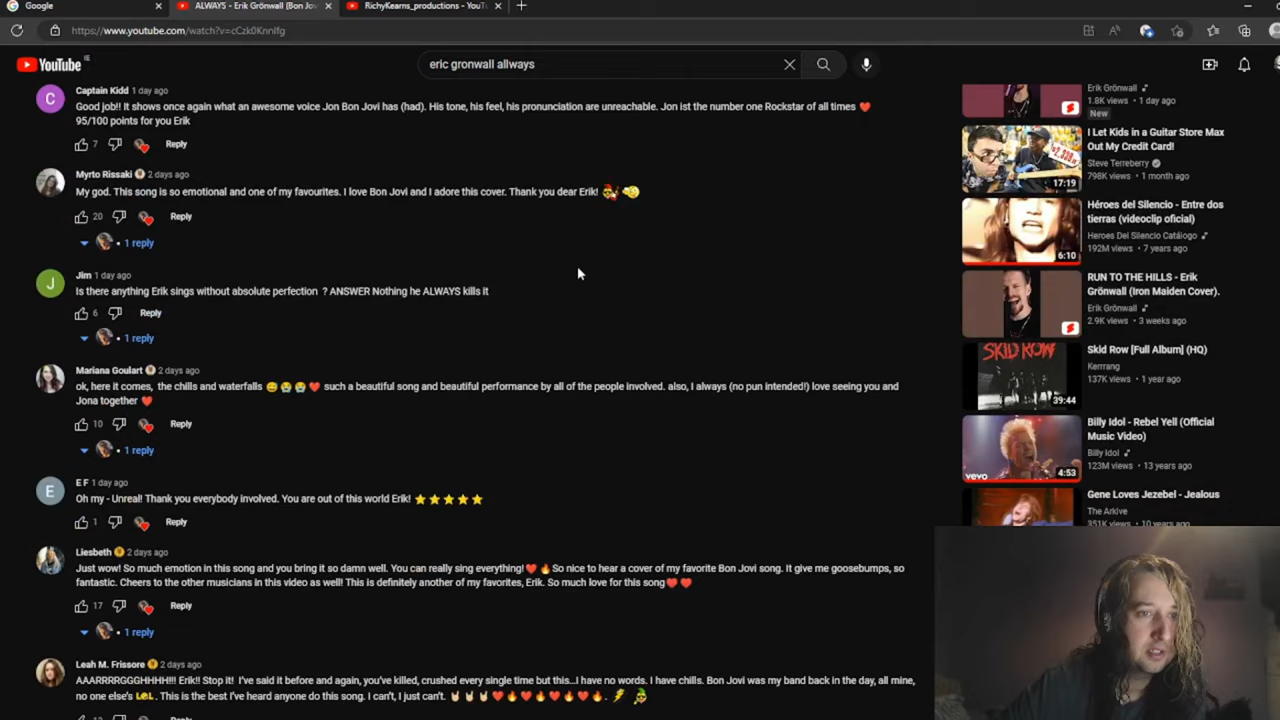 Google
ALWAYS - Erik Grönwall (Bon Jov
RichyKearns_productions - YouTu
https://www.youtube.com/watch?v=cCzk0Knnlfg
YouTube IE
eric gronwall allways
Captain Kidd 1 day ago
Good job!! It shows once again what an awesome voice Jon Bon Jovi has (had). His tone, his feel, his pronunciation are unreachable. Jon ist the number one Rockstar of all times ❤️
95/100 points for you Erik
7 Reply
Myrto Rissaki 2 days ago
My god. This song is so emotional and one of my favourites. I love Bon Jovi and I adore this cover. Thank you dear Erik!
20 Reply
• 1 reply
Jim 1 day ago
Is there anything Erik sings without absolute perfection ? ANSWER Nothing he ALWAYS kills it
6 Reply
• 1 reply
Mariana Goulart 2 days ago
ok, here it comes, the chills and waterfalls 😅😭😭❤️ such a beautiful song and beautiful performance by all of the people involved. also, I always (no pun intended!) love seeing you and
Jona together ❤️
10 Reply
• 1 reply
E F 1 day ago
Oh my - Unreal! Thank you everybody involved. You are out of this world Erik! ⭐⭐⭐⭐⭐
1 Reply
Liesbeth 2 days ago
Just wow! So much emotion in this song and you bring it so damn well. You can really sing everything!❤️🔥So nice to hear a cover of my favorite Bon Jovi song. It give me goosebumps, so
fantastic. Cheers to the other musicians in this video as well! This is definitely another of my favorites, Erik. So much love for this song❤️❤️
17 Reply
• 1 reply
Leah M. Frissore 2 days ago
AAARRRRGGGHHHH!!! Erik!! Stop it! I've said it before and again, you've killed, crushed every single time but this...I have no words. I have chills. Bon Jovi was my band back in the day, all mine,
no one else's LOL. This is the best I've heard anyone do this song. I can't, I just can't. 🤘🤘🤘❤️🔥❤️🔥❤️🔥❤️🔥.
Erik Grönwall
1.8K views • 1 day ago
New
I Let Kids in a Guitar Store Max
Out My Credit Card!
Steve Terreberry
798K views • 1 month ago
17:19
Héroes del Silencio - Entre dos
tierras (videoclip oficial)
Heroes Del Silencio Catálogo
192M views • 7 years ago
6:10
RUN TO THE HILLS - Erik
Grönwall (Iron Maiden Cover).
Erik Grönwall
2.9K views • 3 weeks ago
SKID ROW
Skid Row [Full Album] (HQ)
Kerrrang
137K views • 1 year ago
39:44
Billy Idol - Rebel Yell (Official
Music Video)
Billy Idol
123M views • 13 years ago
vevo 4:53
Gene Loves Jezebel - Jealous
The Arkive
351K views • 10 years ago